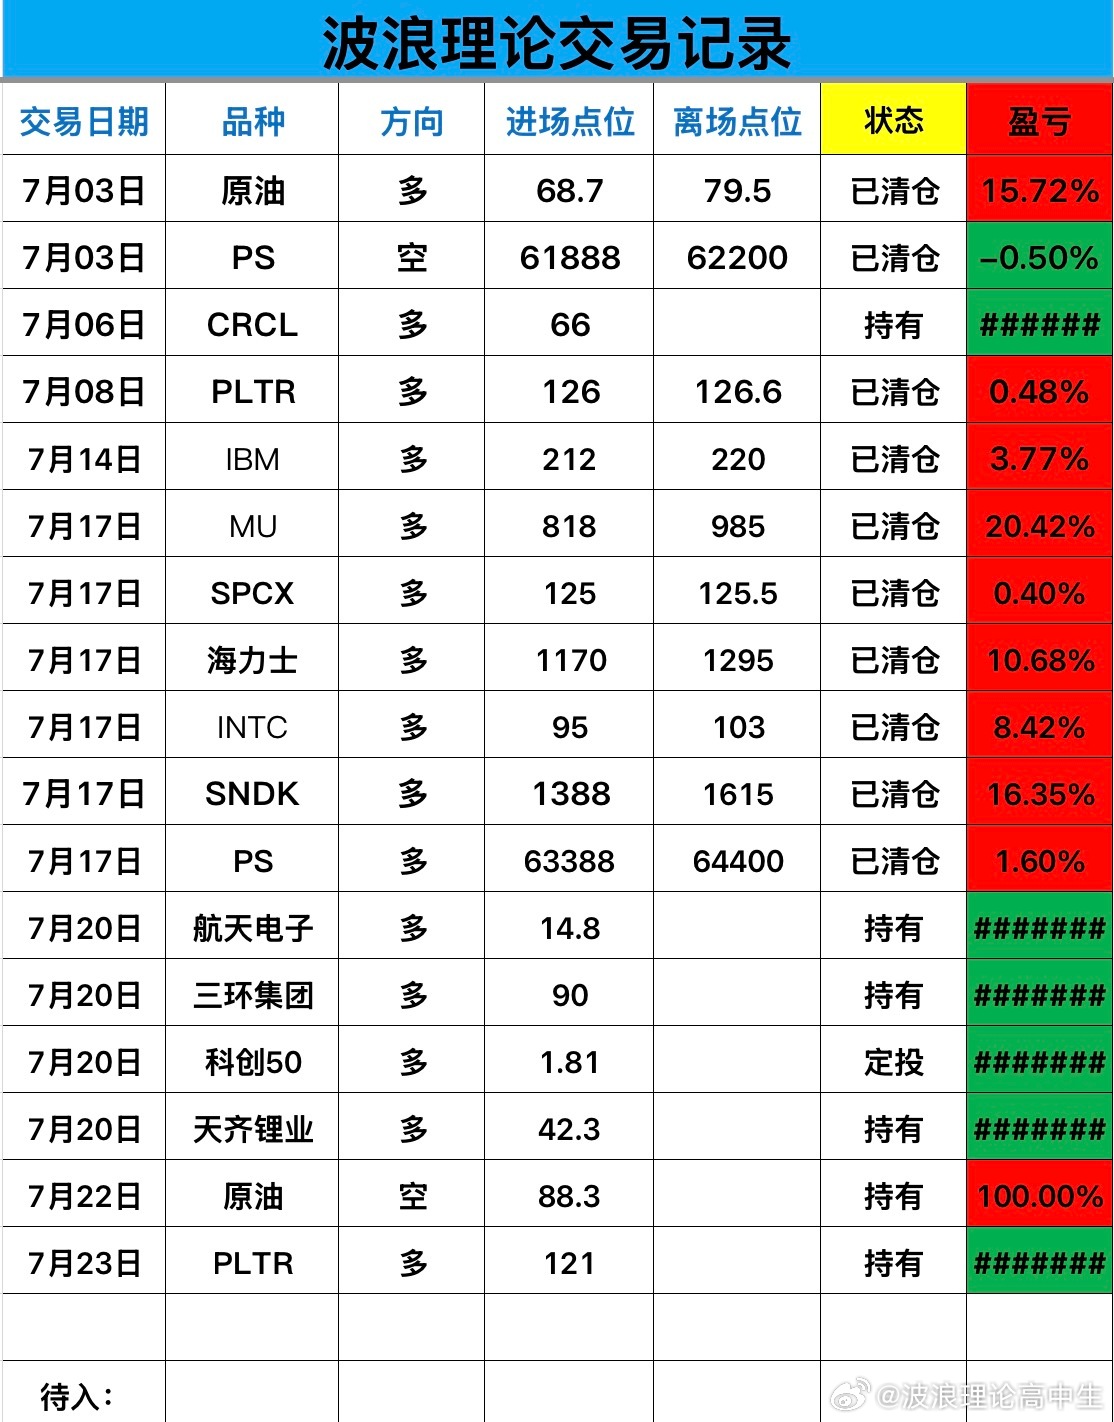 波浪理论交易记录
交易日期 品种 方向 进场点位 离场点位 状态 盈亏
7月03日 原油 多 68.7 79.5 已清仓 15.72%
7月03日 PS 空 61888 62200 已清仓 -0.50%
7月06日 CRCL 多 66 持有 ######
7月08日 PLTR 多 126 126.6 已清仓 0.48%
7月14日 IBM 多 212 220 已清仓 3.77%
7月17日 MU 多 818 985 已清仓 20.42%
7月17日 SPCX 多 125 125.5 已清仓 0.40%
7月17日 海力士 多 1170 1295 已清仓 10.68%
7月17日 INTC 多 95 103 已清仓 8.42%
7月17日 SNDK 多 1388 1615 已清仓 16.35%
7月17日 PS 多 63388 64400 已清仓 1.60%
7月20日 航天电子 多 14.8 持有 #######
7月20日 三环集团 多 90 持有 #######
7月20日 科创50 多 1.81 定投 #######
7月20日 天齐锂业 多 42.3 持有 #######
7月22日 原油 空 88.3 持有 100.00%
7月23日 PLTR 多 121 持有 #######
待入：
@波浪理论高中生